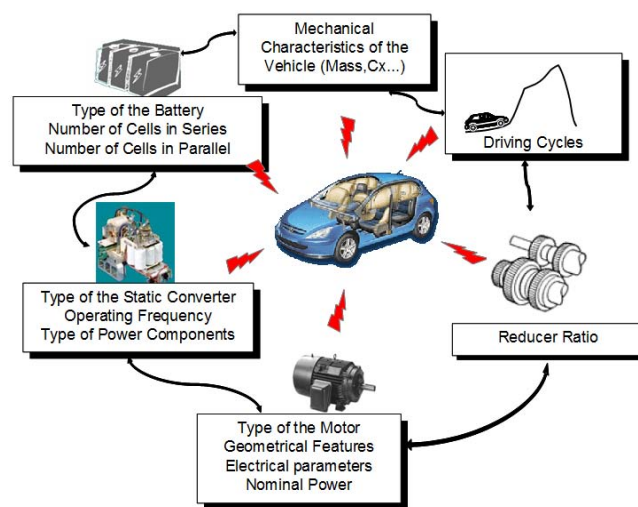 Mechanical
Characteristics of the
Vehicle (Mass,Cx...)
Type of the Battery
Number of Cells in Series
Number of Cells in Parallel
Driving Cycles
Type of the Static Converter
Operating Frequency
Type of Power Components
Reducer Ratio
Type of the Motor
Geometrical Features
Electrical parameters
Nominal Power